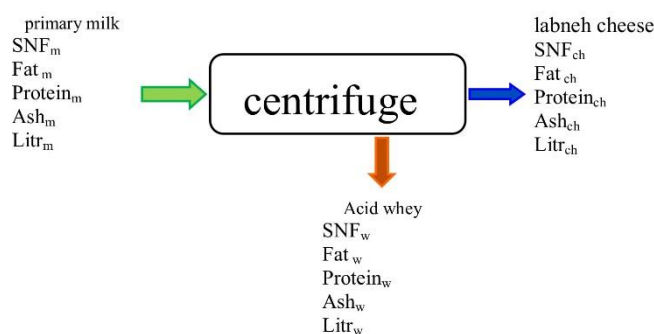 primary milk
SNFm
Fat m
Proteinm
Ashm
Litrm
centrifuge
labneh cheese
SNFch
Fat ch
Proteinch
Ashch
Litrch
Acid whey
SNFw
Fat w
Proteinw
Ashw
Litrw